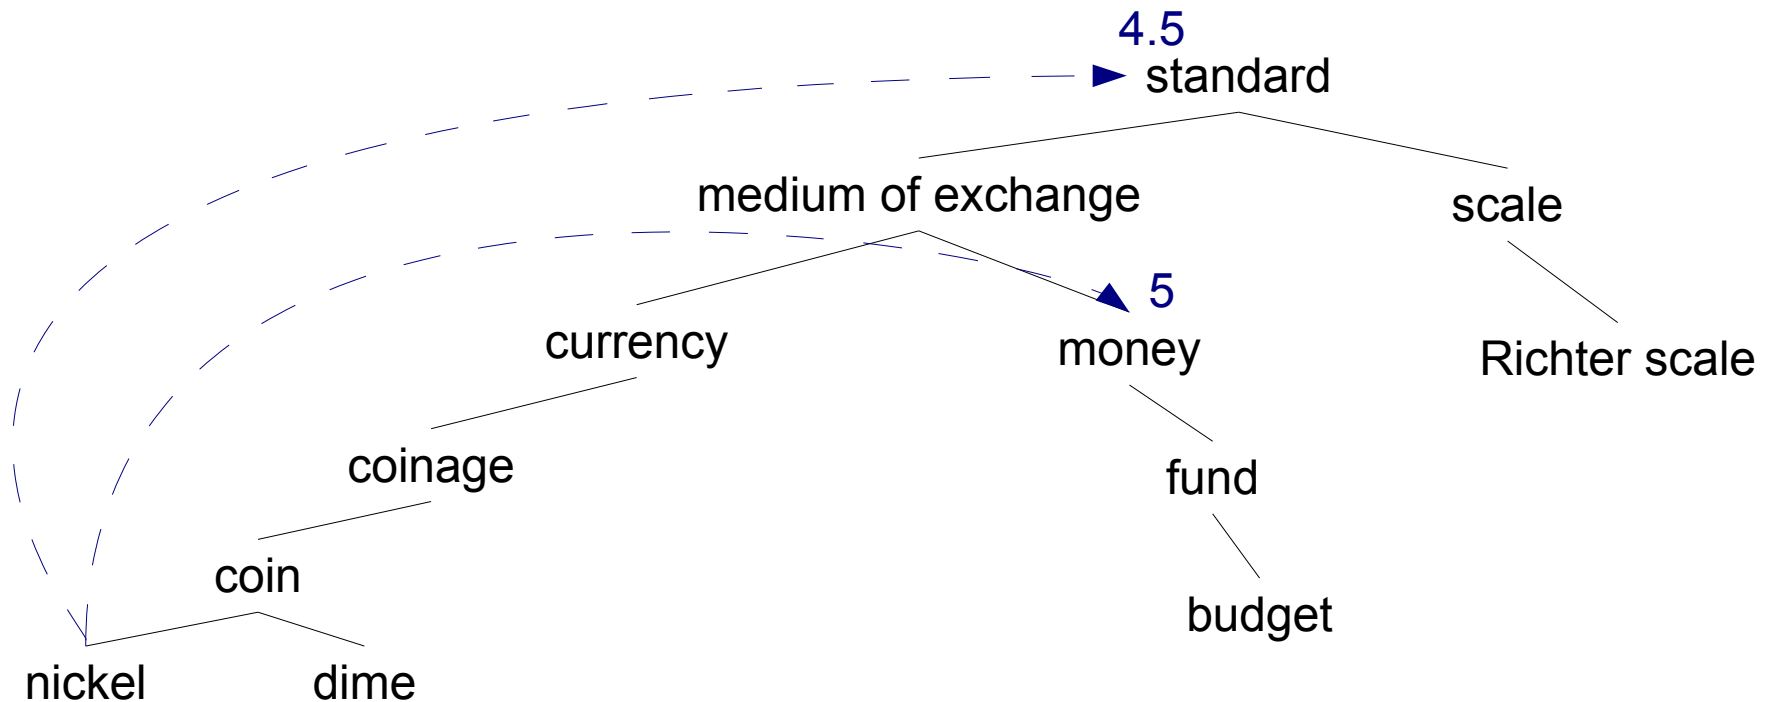 4.5
standard
medium of exchange
scale
5
currency
money
Richter scale
coinage
fund
coin
budget
nickel
dime